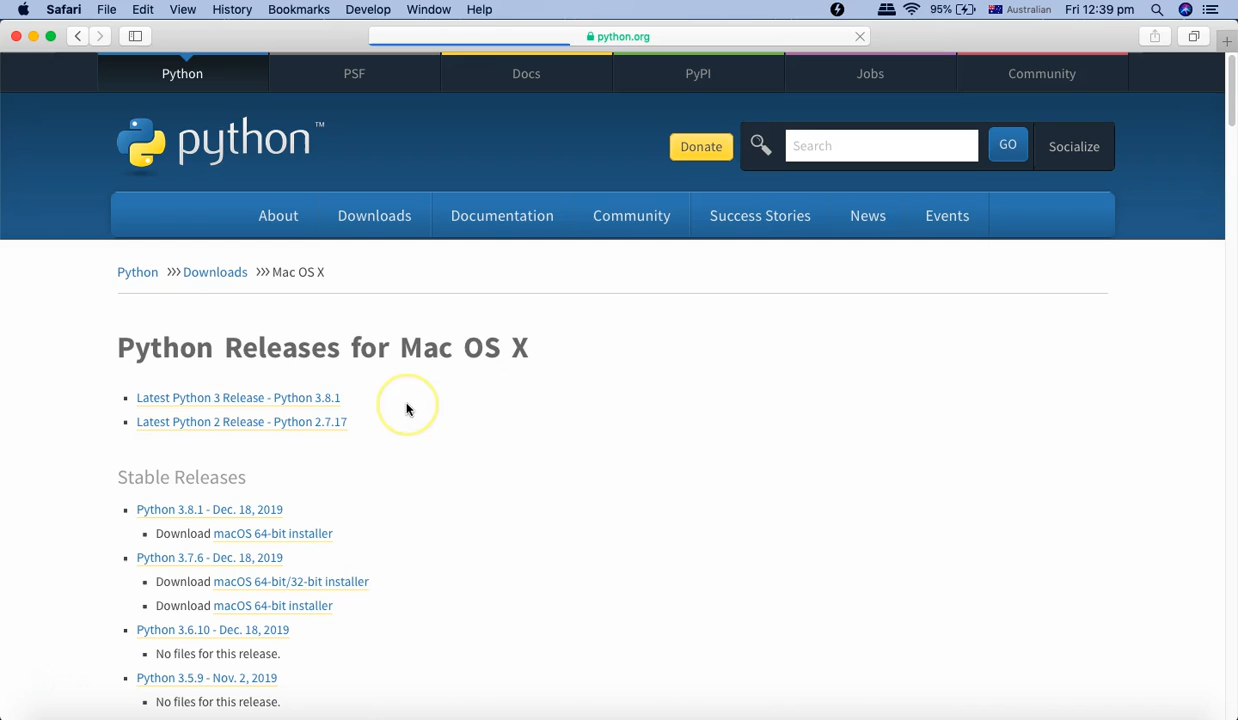 Safari File Edit View History Bookmarks Develop Window Help 95% Australian Fri 12:39 pm
python.org
Python PSF Docs PyPI Jobs Community
python™ Donate Search GO Socialize
About Downloads Documentation Community Success Stories News Events
Python >>> Downloads >>> Mac OS X
Python Releases for Mac OS X
Latest Python 3 Release - Python 3.8.1
Latest Python 2 Release - Python 2.7.17
Stable Releases
Python 3.8.1 - Dec. 18, 2019
Download macOS 64-bit installer
Python 3.7.6 - Dec. 18, 2019
Download macOS 64-bit/32-bit installer
Download macOS 64-bit installer
Python 3.6.10 - Dec. 18, 2019
No files for this release.
Python 3.5.9 - Nov. 2, 2019
No files for this release.